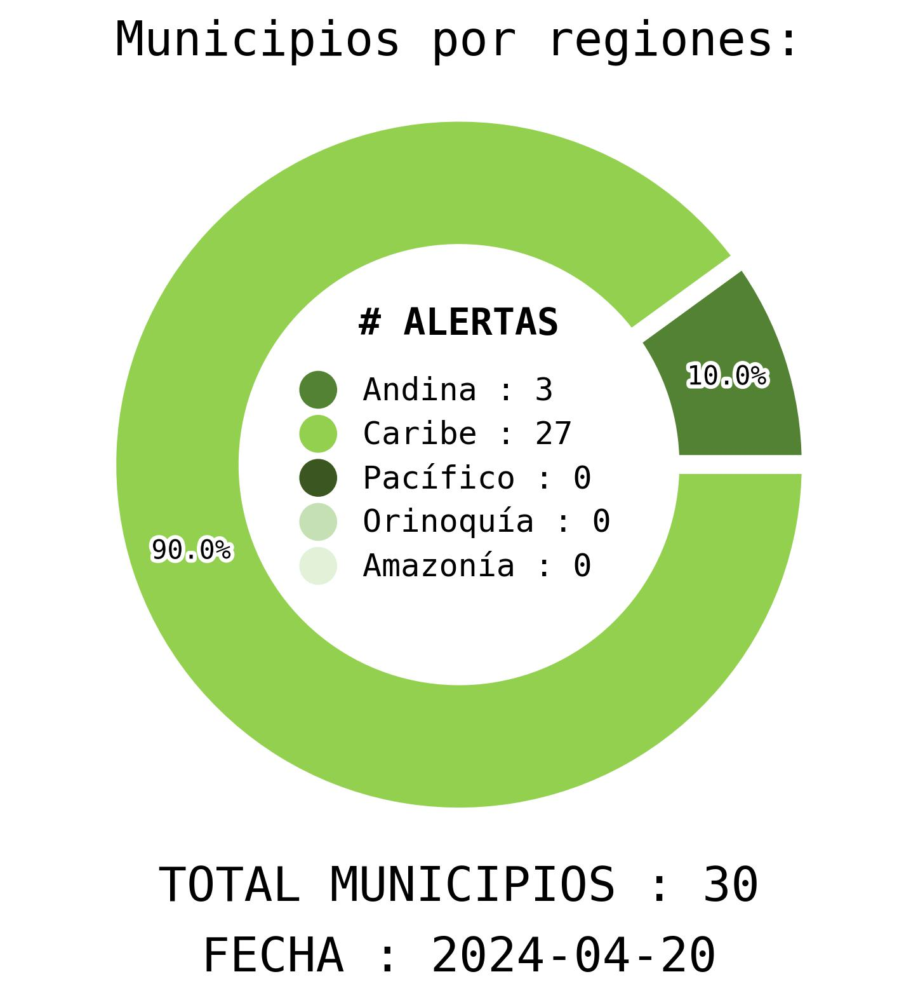 Municipios por regiones:
# ALERTAS
Andina : 3
Caribe : 27
Pacífico : 0
Orinoquía : 0
Amazonía : 0
10.0%
90.0%
TOTAL MUNICIPIOS : 30
FECHA : 2024-04-20